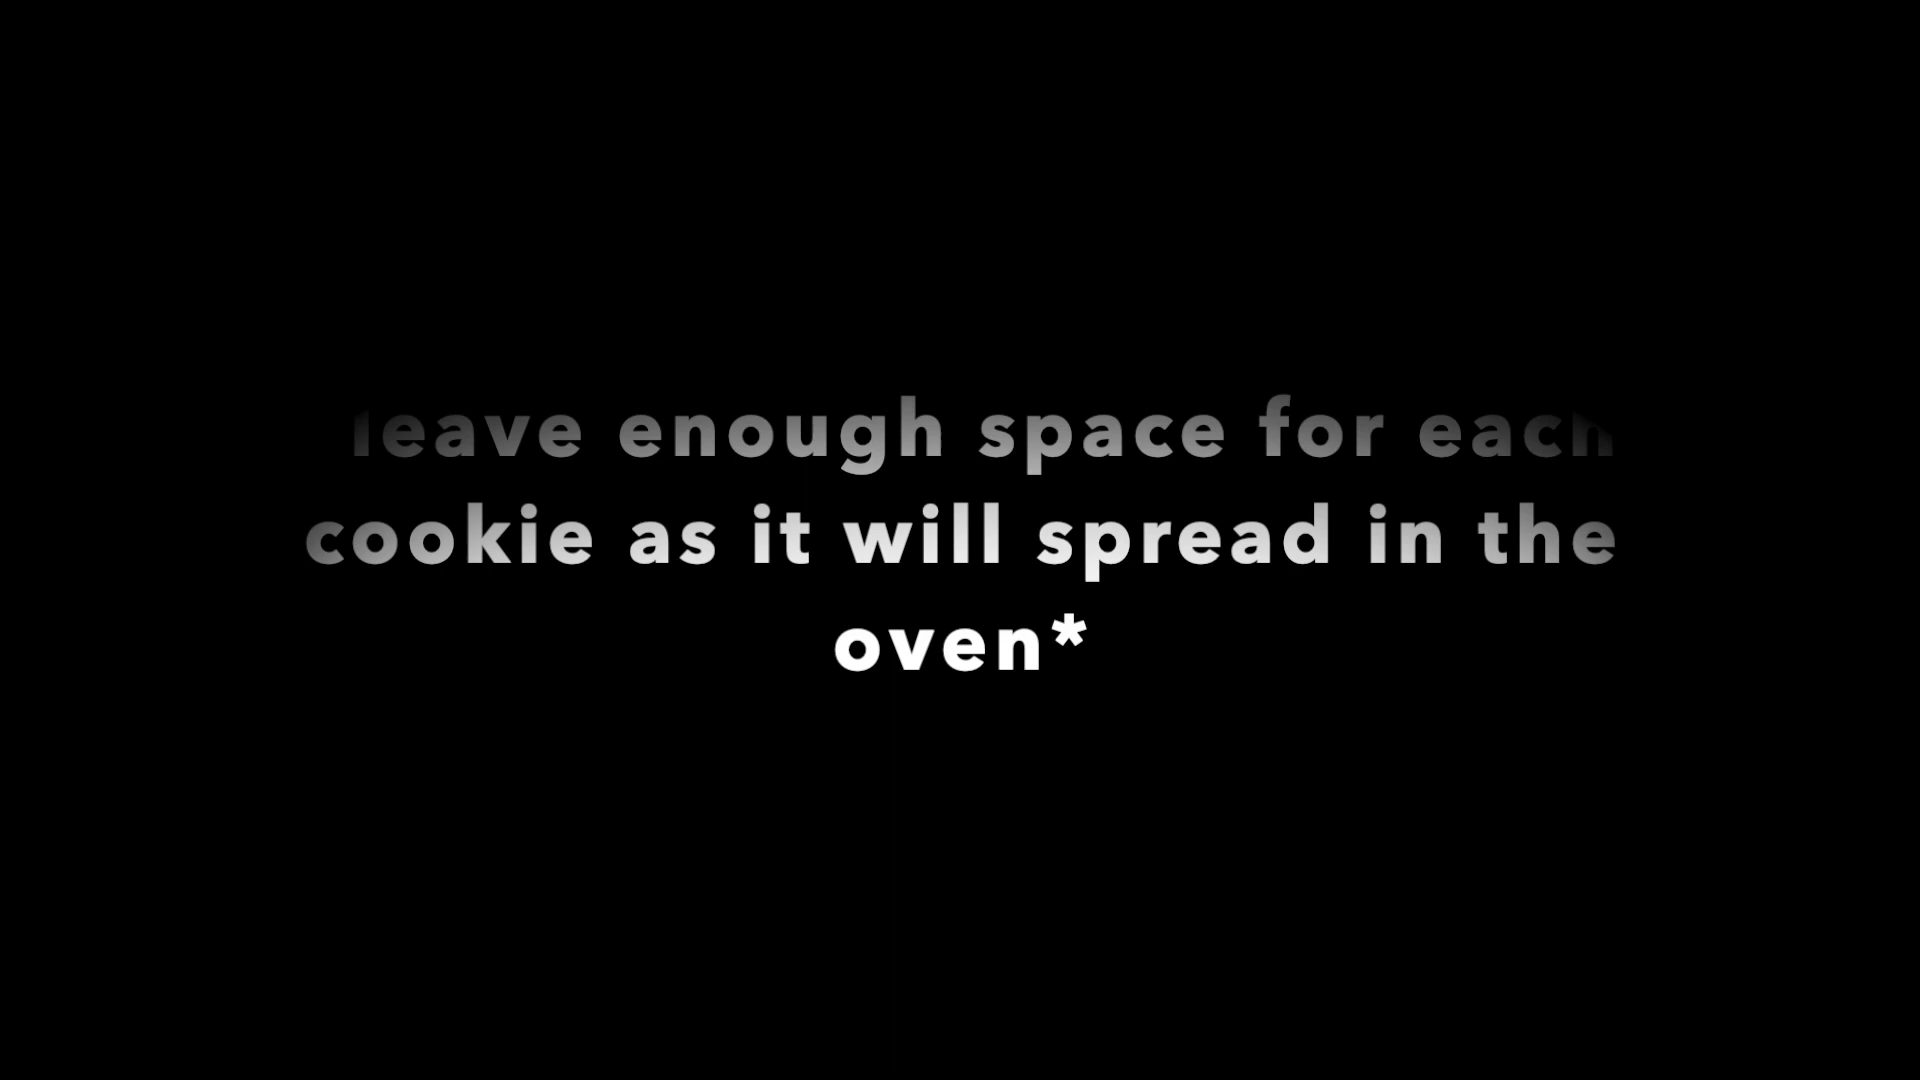 leave enough space for each
cookie as it will spread in the
oven*